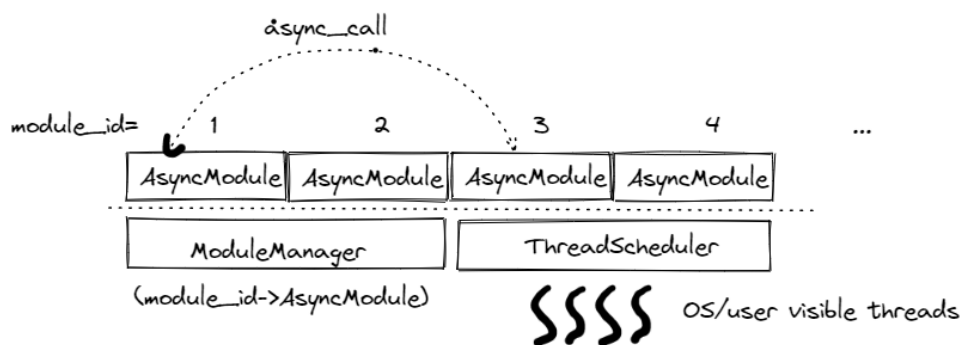 async_call
module_id= 1 2 3 4 ...
AsyncModule AsyncModule AsyncModule AsyncModule
ModuleManager ThreadScheduler
(module_id->AsyncModule)
OS/user visible threads